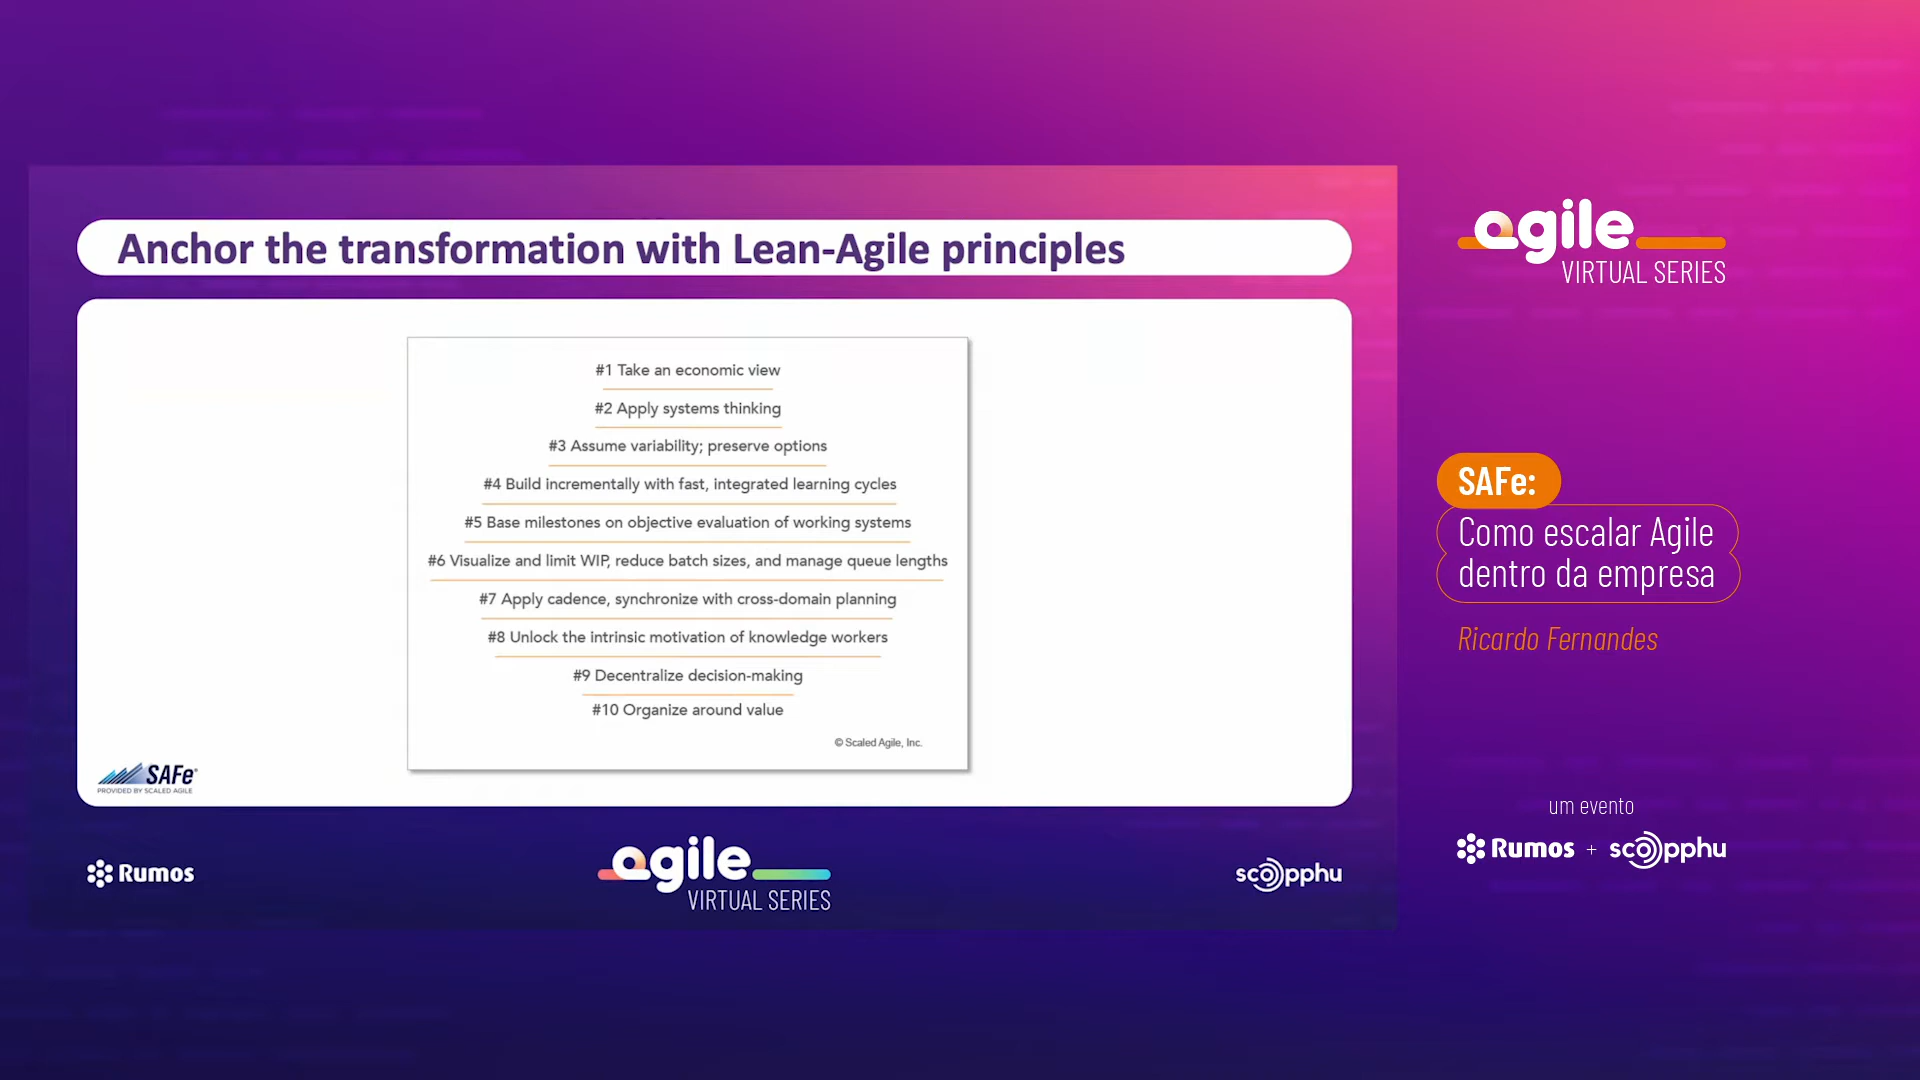 Anchor the transformation with Lean-Agile principles
#1 Take an economic view
#2 Apply systems thinking
#3 Assume variability; preserve options
#4 Build incrementally with fast, integrated learning cycles
#5 Base milestones on objective evaluation of working systems
#6 Visualize and limit WIP, reduce batch sizes, and manage queue lengths
#7 Apply cadence, synchronize with cross-domain planning
#8 Unlock the intrinsic motivation of knowledge workers
#9 Decentralize decision-making
#10 Organize around value
© Scaled Agile, Inc.
SAFe®
PROVIDED BY SCALED AGILE
Rumos
agile
VIRTUAL SERIES
scopphu
agile
VIRTUAL SERIES
SAFe:
Como escalar Agile
dentro da empresa
Ricardo Fernandes
um evento
Rumos + scopphu